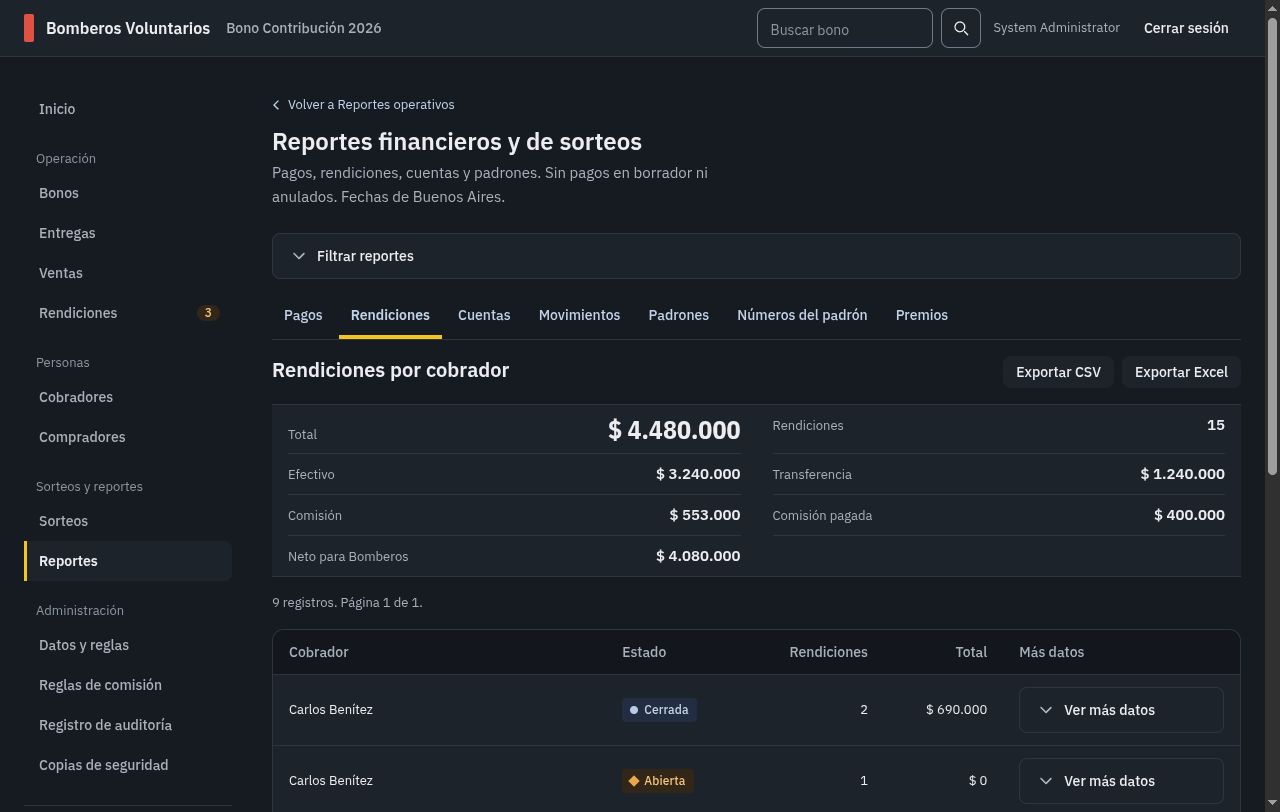 Bomberos Voluntarios
Bono Contribución 2026
Buscar bono
System Administrator
Cerrar sesión
Inicio
Operación
Bonos
Entregas
Ventas
Rendiciones 3
Personas
Cobradores
Compradores
Sorteos y reportes
Sorteos
Reportes
Administración
Datos y reglas
Reglas de comisión
Registro de auditoría
Copias de seguridad
Volver a Reportes operativos
Reportes financieros y de sorteos
Pagos, rendiciones, cuentas y padrones. Sin pagos en borrador ni
anulados. Fechas de Buenos Aires.
Filtrar reportes
Pagos Rendiciones Cuentas Movimientos Padrones Números del padrón Premios
Rendiciones por cobrador
Exportar CSV Exportar Excel
Total $ 4.480.000 Rendiciones 15
Efectivo $ 3.240.000 Transferencia $ 1.240.000
Comisión $ 553.000 Comisión pagada $ 400.000
Neto para Bomberos $ 4.080.000
9 registros. Página 1 de 1.
Cobrador Estado Rendiciones Total Más datos
Carlos Benítez Cerrada 2 $ 690.000 Ver más datos
Carlos Benítez Abierta 1 $ 0 Ver más datos